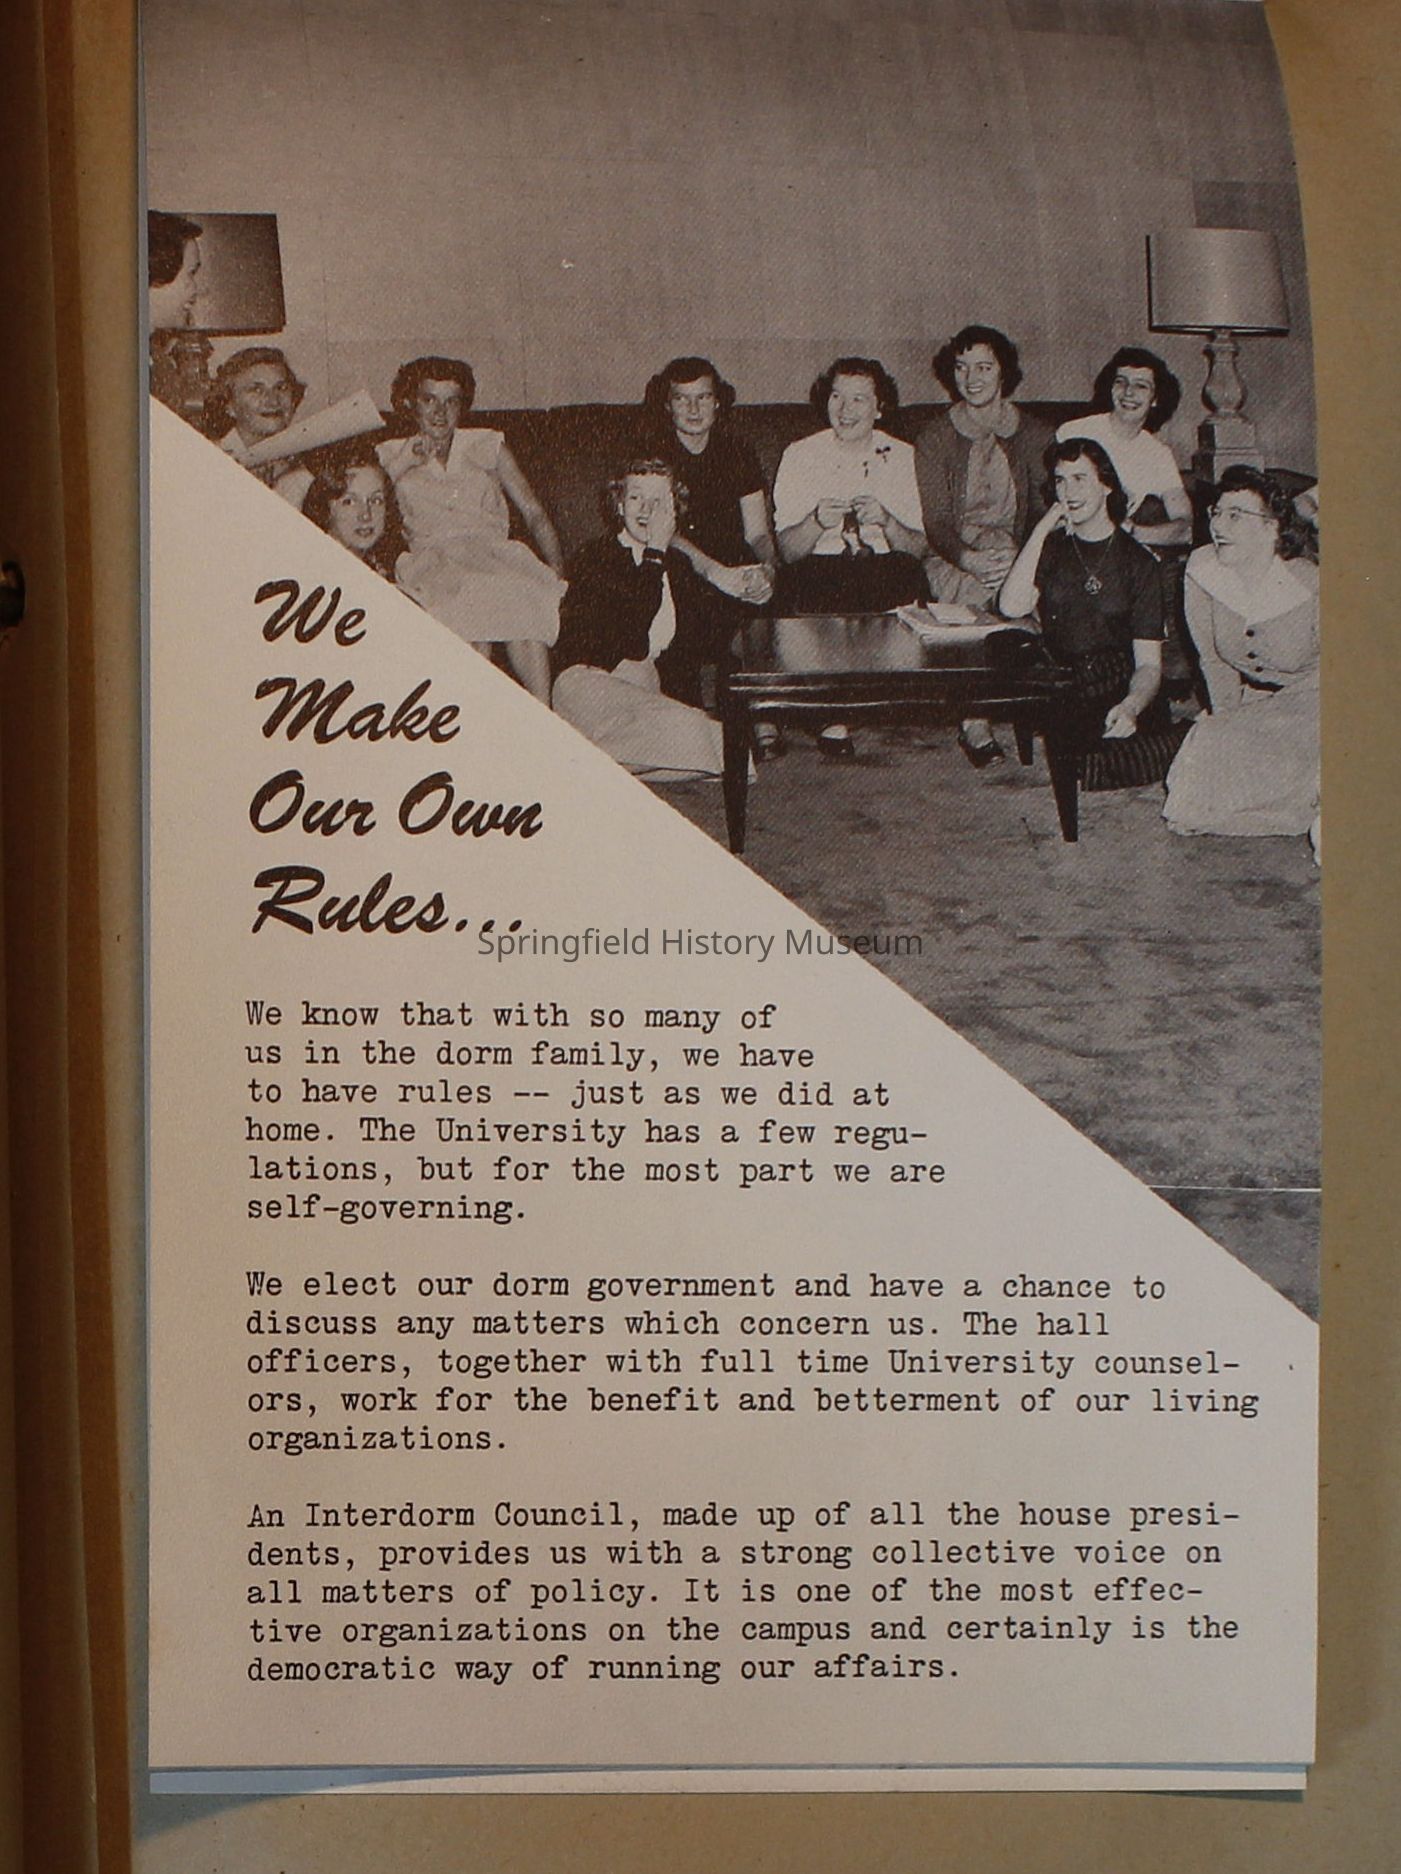 We
Make
Our Own
Rules...
Springfield History Museum
We know that with so many of
us in the dorm family, we have
to have rules -- just as we did at
home. The University has a few regu-
lations, but for the most part we are
self-governing.
We elect our dorm government and have a chance to
discuss any matters which concern us. The hall
officers, together with full time University counsel-
ors, work for the benefit and betterment of our living
organizations.
An Interdorm Council, made up of all the house presi-
dents, provides us with a strong collective voice on
all matters of policy. It is one of the most effec-
tive organizations on the campus and certainly is the
democratic way of running our affairs.